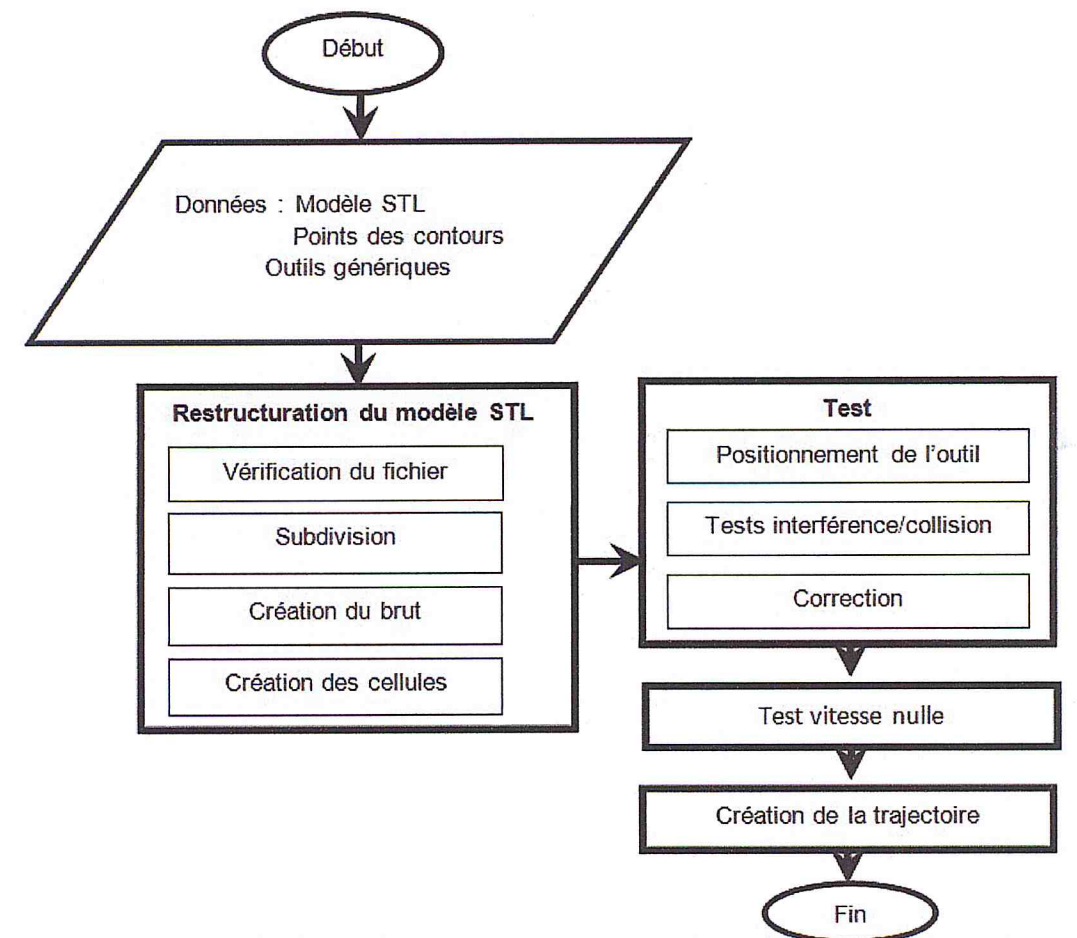 Début
Données : Modèle STL
Points des contours
Outils génériques
Restructuration du modèle STL
Vérification du fichier
Subdivision
Création du brut
Création des cellules
Test
Positionnement de l'outil
Tests interférence/collision
Correction
Test vitesse nulle
Création de la trajectoire
Fin